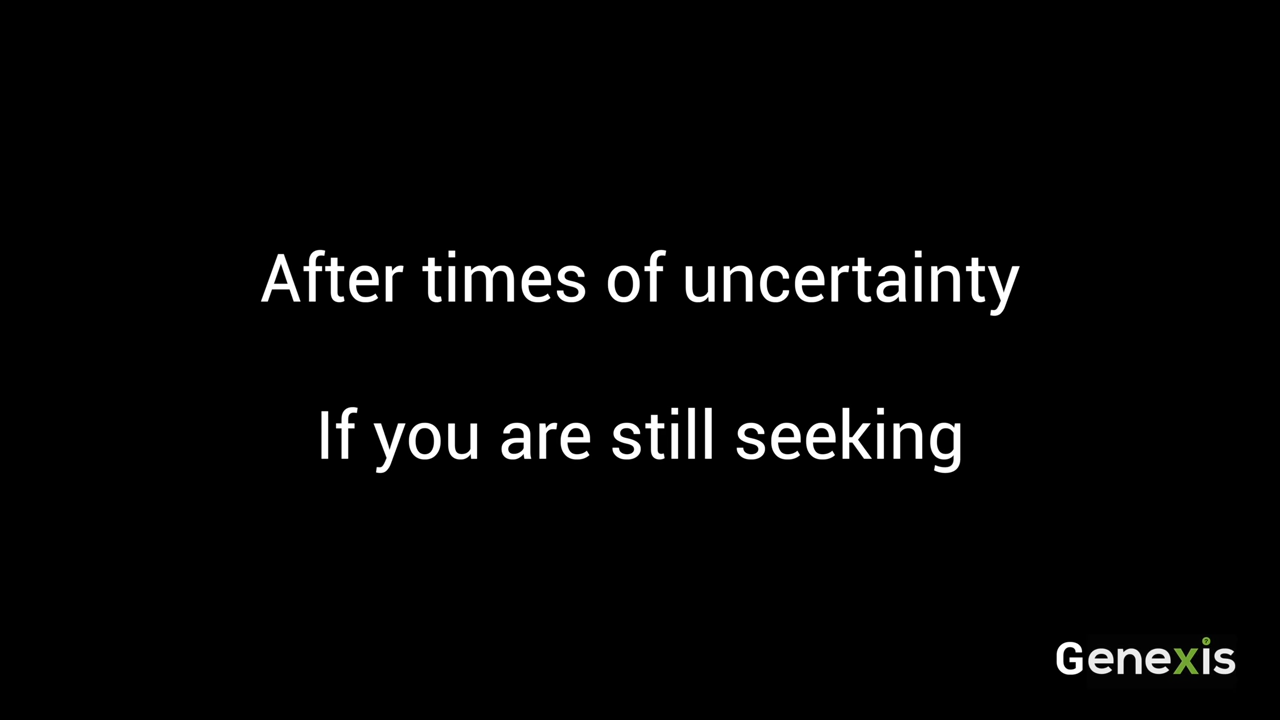 After times of uncertainty
If you are still seeking
Genexis